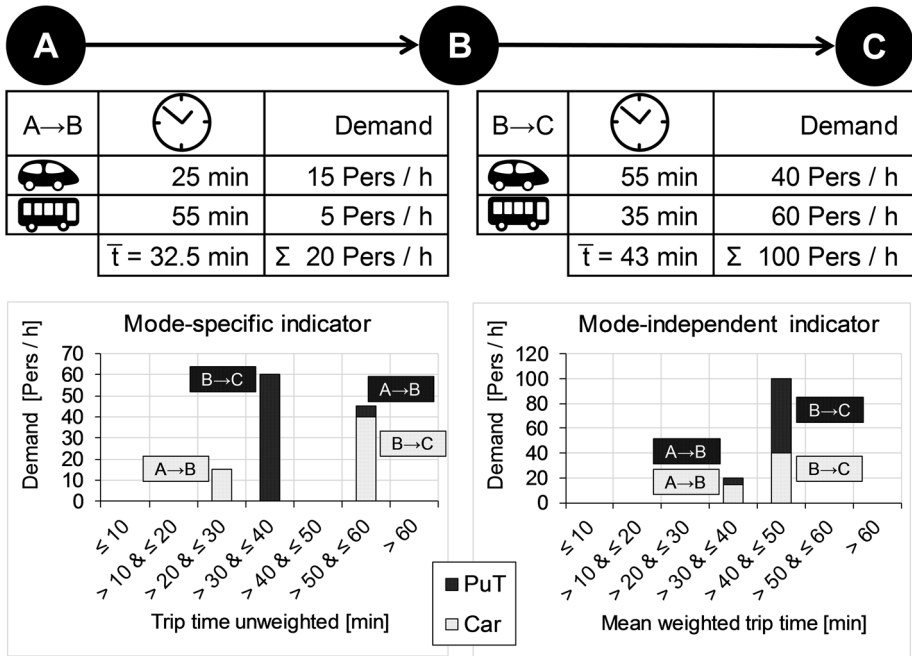 A
B
C
A→B
Demand
25 min
15 Pers / h
55 min
5 Pers / h
t̅ = 32.5 min
Σ 20 Pers / h
B→C
Demand
55 min
40 Pers / h
35 min
60 Pers / h
t̅ = 43 min
Σ 100 Pers / h
Mode-specific indicator
Demand [Pers / h]
70
60
50
40
30
20
10
0
A→B
B→C
A→B
B→C
≤ 10
> 10 & ≤ 20
> 20 & ≤ 30
> 30 & ≤ 40
> 40 & ≤ 50
> 50 & ≤ 60
> 60
Trip time unweighted [min]
Mode-independent indicator
Demand [Pers / h]
120
100
80
60
40
20
0
A→B
A→B
B→C
B→C
≤ 10
> 10 & ≤ 20
> 20 & ≤ 30
> 30 & ≤ 40
> 40 & ≤ 50
> 50 & ≤ 60
> 60
Mean weighted trip time [min]
PuT
Car